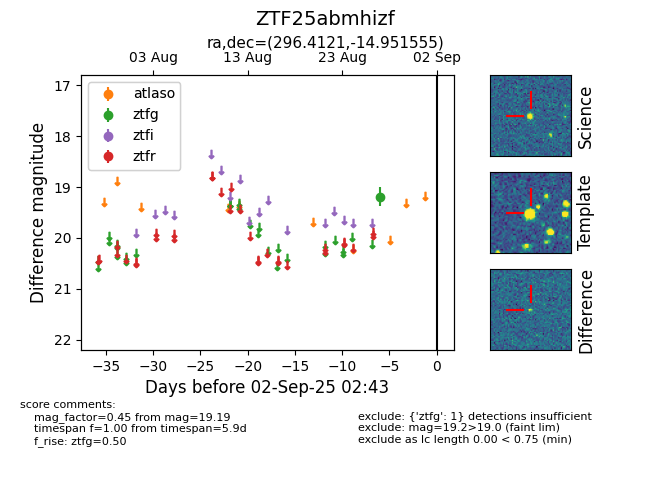 ZTF25abmhizf
ra,dec=(296.4121,-14.951555)
03 Aug 13 Aug 23 Aug 02 Sep
atlaso
ztfg
ztfi
ztfr
17
18
19
20
21
22
Difference magnitude
−35 −30 −25 −20 −15 −10 −5 0
Days before 02-Sep-25 02:43
Science
Template
Difference
score comments:
mag_factor=0.45 from mag=19.19
timespan f=1.00 from timespan=5.9d
f_rise: ztfg=0.50
exclude: {'ztfg': 1} detections insufficient
exclude: mag=19.2>19.0 (faint lim)
exclude as lc length 0.00 < 0.75 (min)